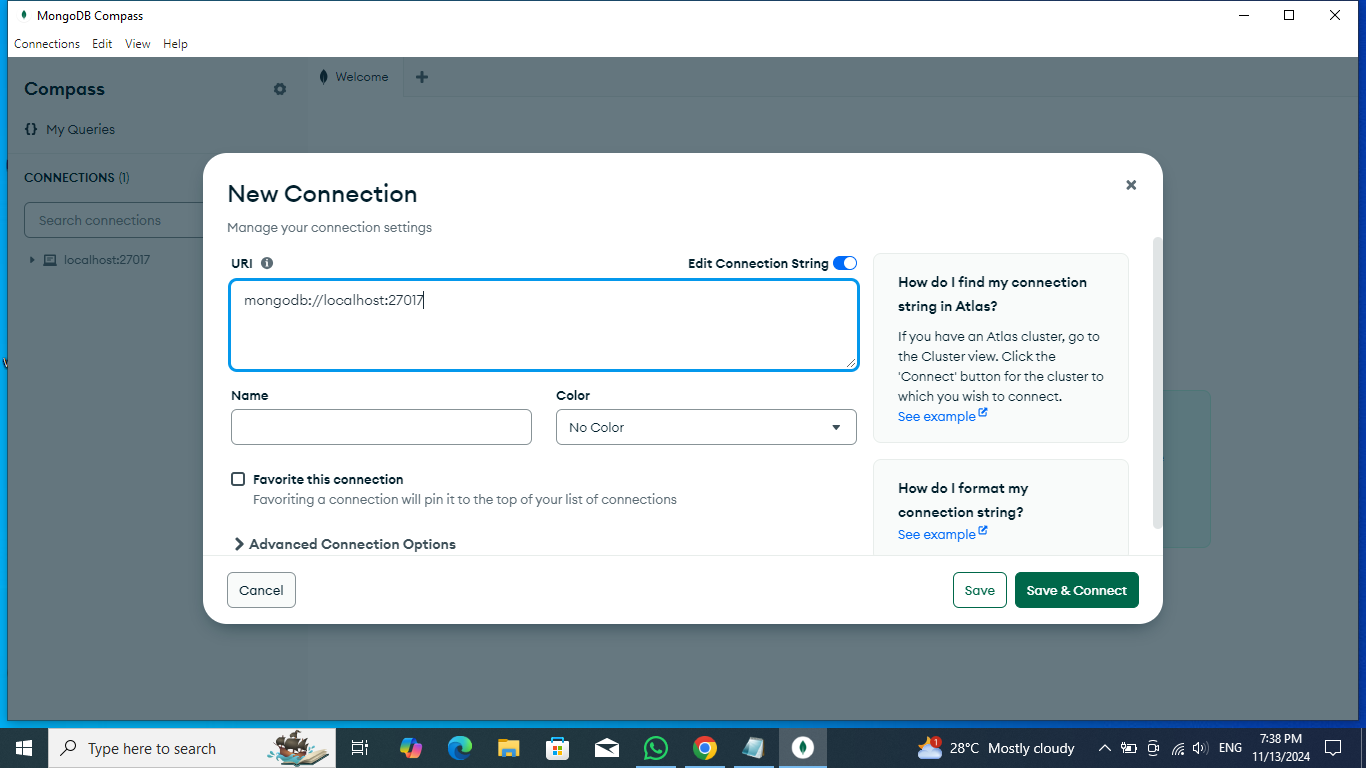 MongoDB Compass
Connections Edit View Help
Compass
Welcome
{} My Queries
CONNECTIONS (1)
Search connections
localhost:27017
New Connection
Manage your connection settings
URI
Edit Connection String
mongodb://localhost:27017
Name
Color
No Color
Favorite this connection
Favoriting a connection will pin it to the top of your list of connections
Advanced Connection Options
How do I find my connection
string in Atlas?
If you have an Atlas cluster, go to
the Cluster view. Click the
'Connect' button for the cluster to
which you wish to connect.
See example
How do I format my
connection string?
See example
Cancel
Save
Save & Connect
Type here to search
1
28°C Mostly cloudy
ENG
7:38 PM
11/13/2024